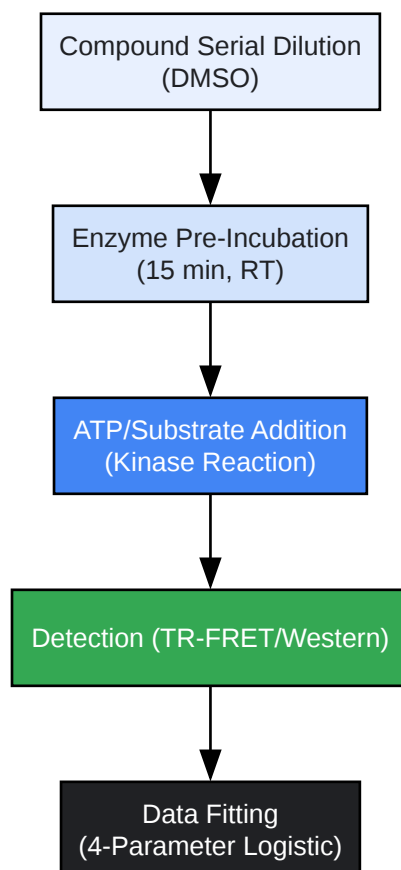 Compound Serial Dilution
(DMSO)
Enzyme Pre-Incubation
(15 min, RT)
ATP/Substrate Addition
(Kinase Reaction)
Detection (TR-FRET/Western)
Data Fitting
(4-Parameter Logistic)